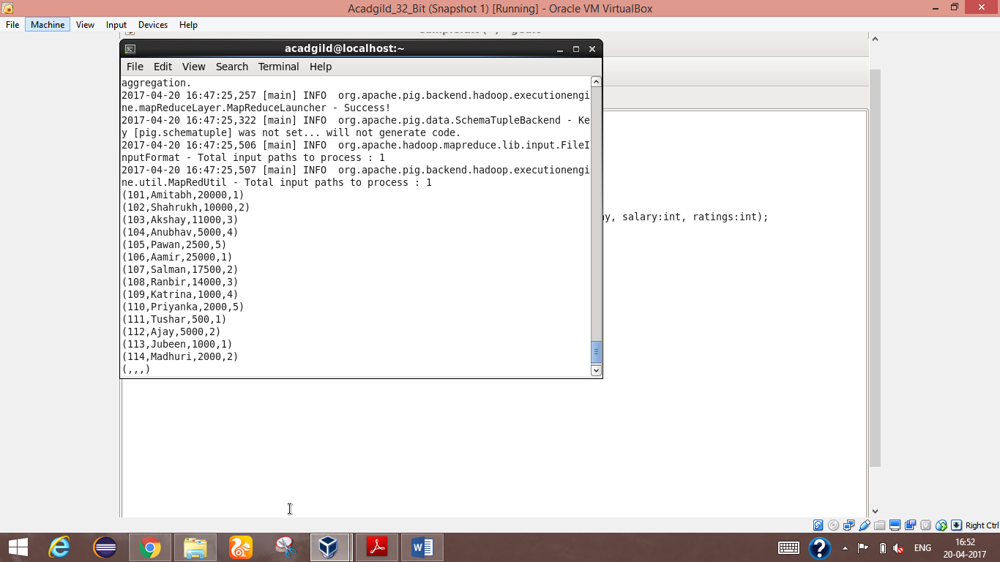 Acadgild_32_Bit (Snapshot 1) [Running] - Oracle VM VirtualBox
File Machine View Input Devices Help
acadgild@localhost:~
File Edit View Search Terminal Help
aggregation.
2017-04-20 16:47:25,257 [main] INFO  org.apache.pig.backend.hadoop.executionengi
ne.mapReduceLayer.MapReduceLauncher - Success!
2017-04-20 16:47:25,322 [main] INFO  org.apache.pig.data.SchemaTupleBackend - Ke
y [pig.schematuple] was not set... will not generate code.
2017-04-20 16:47:25,506 [main] INFO  org.apache.hadoop.mapreduce.lib.input.FileI
nputFormat - Total input paths to process : 1
2017-04-20 16:47:25,507 [main] INFO  org.apache.pig.backend.hadoop.executionengi
ne.util.MapRedUtil - Total input paths to process : 1
(101,Amitabh,20000,1)
(102,Shahrukh,10000,2)
(103,Akshay,11000,3)
(104,Anubhav,5000,4)
(105,Pawan,2500,5)
(106,Aamir,25000,1)
(107,Salman,17500,2)
(108,Ranbir,14000,3)
(109,Katrina,1000,4)
(110,Priyanka,2000,5)
(111,Tushar,500,1)
(112,Ajay,5000,2)
(113,Jubeen,1000,1)
(114,Madhuri,2000,2)
(,,,)
y, salary:int, ratings:int);
Right Ctrl
W
ENG
16:52
20-04-2017